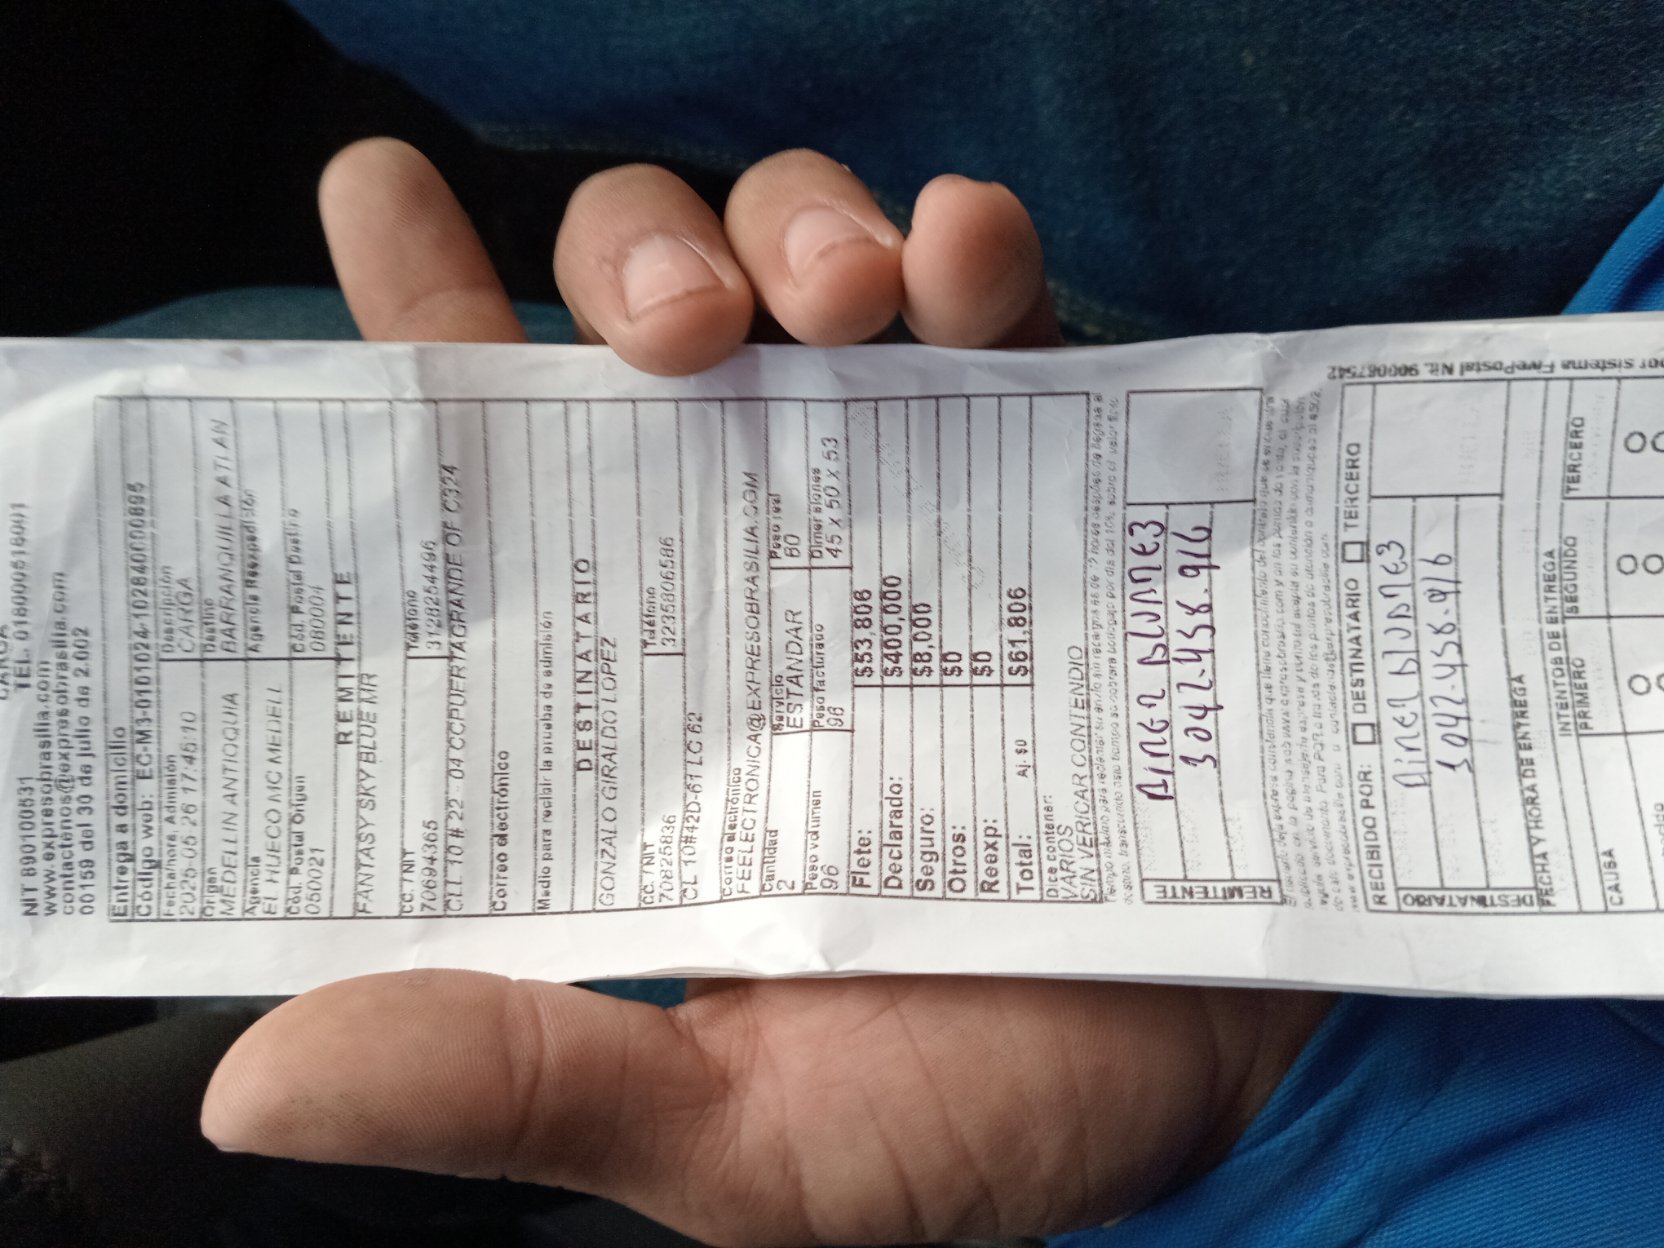 NIT 890100531
TEL. 018000518001
www.expresobrasilia.com
contactenos@expresobrasilia.com
00159 del 30 de julio de 2.002
Entrega a domicilio
Código web: EC-M3-0101024-102840000895
Fecha/hora Admisión
2025-05-26 17:45:10
Descripción
CARGA
Origen
MEDELLIN ANTIOQUIA
Destino
BARRANQUILLA ATLAN
Agencia
EL HUECO MC MEDELL
Agencia Reexpedición
Cód. Postal Origen
050021
Cód. Postal Destino
080001
REMITENTE
FANTASY SKY BLUE MR
CC. / NIT
70694365
Teléfono
3128254496
CLL 10 # 22 - 04 CCPUERTAGRANDE OF C324
Correo electrónico
Medio para recibir la prueba de admisión
DESTINATARIO
GONZALO GIRALDO LOPEZ
CC. / NIT
70825836
Teléfono
3235806586
CL 10#42D-61 LC 62
Correo electrónico
FEELECTRONICA@EXPRESOBRASILIA.COM
Cantidad
2
Servicio
ESTANDAR
Peso real
60
Peso volumen
96
Peso facturado
96
Dimensiones
45 x 50 x 53
Flete: $53,806
Declarado: $400,000
Seguro: $8,000
Otros: $0
Reexp: $0
Total: Aj. $0 $61,806
Dice contener:
VARIOS
SIN VERICAR CONTENDIO
REMITENTE
3042-458.916
RECIBIDO POR: DESTINATARIO TERCERO
DESTINATARIO
3042-458.916
FECHA Y HORA DE ENTREGA
INTENTOS DE ENTREGA
CAUSA PRIMERO SEGUNDO TERCERO
por sistema FivePostal Nit. 900087542